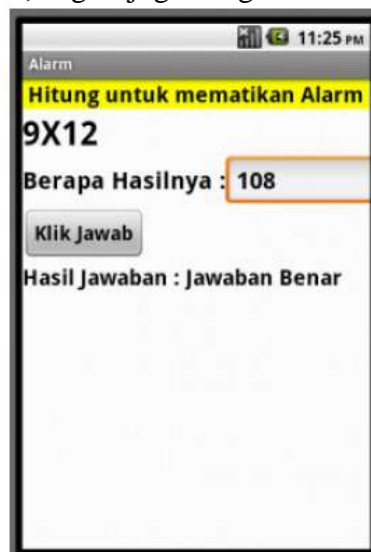 11:25 PM
Alarm
Hitung untuk mematikan Alarm
9X12
Berapa Hasilnya : 108
Klik Jawab
Hasil Jawaban : Jawaban Benar